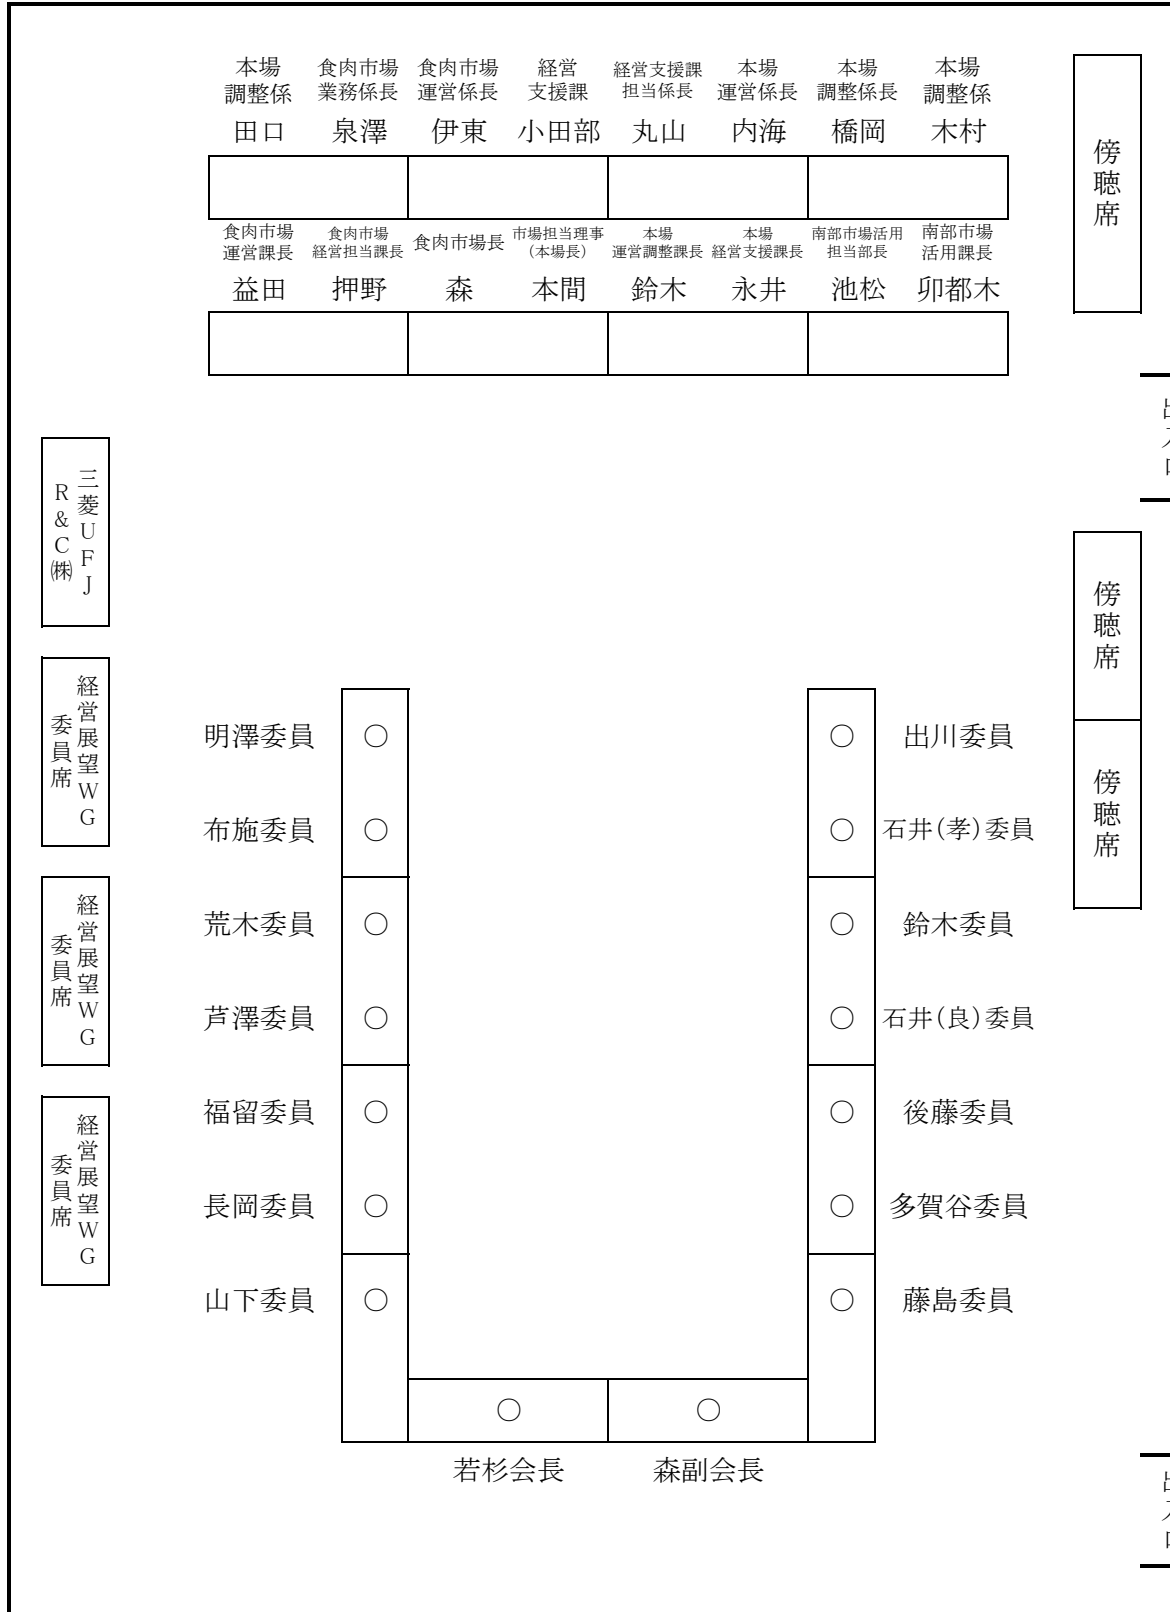 本場 食肉市場 食肉市場 経営 経営支援課 本場 本場 本場
調整係 業務係長 運営係長 支援課 担当係長 運営係長 調整係長 調整係
田口 泉澤 伊東 小田部 丸山 内海 橋岡 木村
傍聴席
食肉市場 食肉市場 食肉市場長 市場担当理事 本場 本場 南部市場活用 南部市場
運営課長 経営担当課長 (本場長) 運営調整課長 経営支援課長 担当部長 活用課長
益田 押野 森 本間 鈴木 永井 池松 卯都木
出入口
三菱UFJ
R&C㈱
傍聴席
経営展望WG
委員席
明澤委員 ○ ○ 出川委員
傍聴席
布施委員 ○ ○ 石井(孝)委員
経営展望WG
委員席
荒木委員 ○ ○ 鈴木委員
芦澤委員 ○ ○ 石井(良)委員
経営展望WG
委員席
福留委員 ○ ○ 後藤委員
長岡委員 ○ ○ 多賀谷委員
山下委員 ○ ○ 藤島委員
○ ○
若杉会長 森副会長
出入口